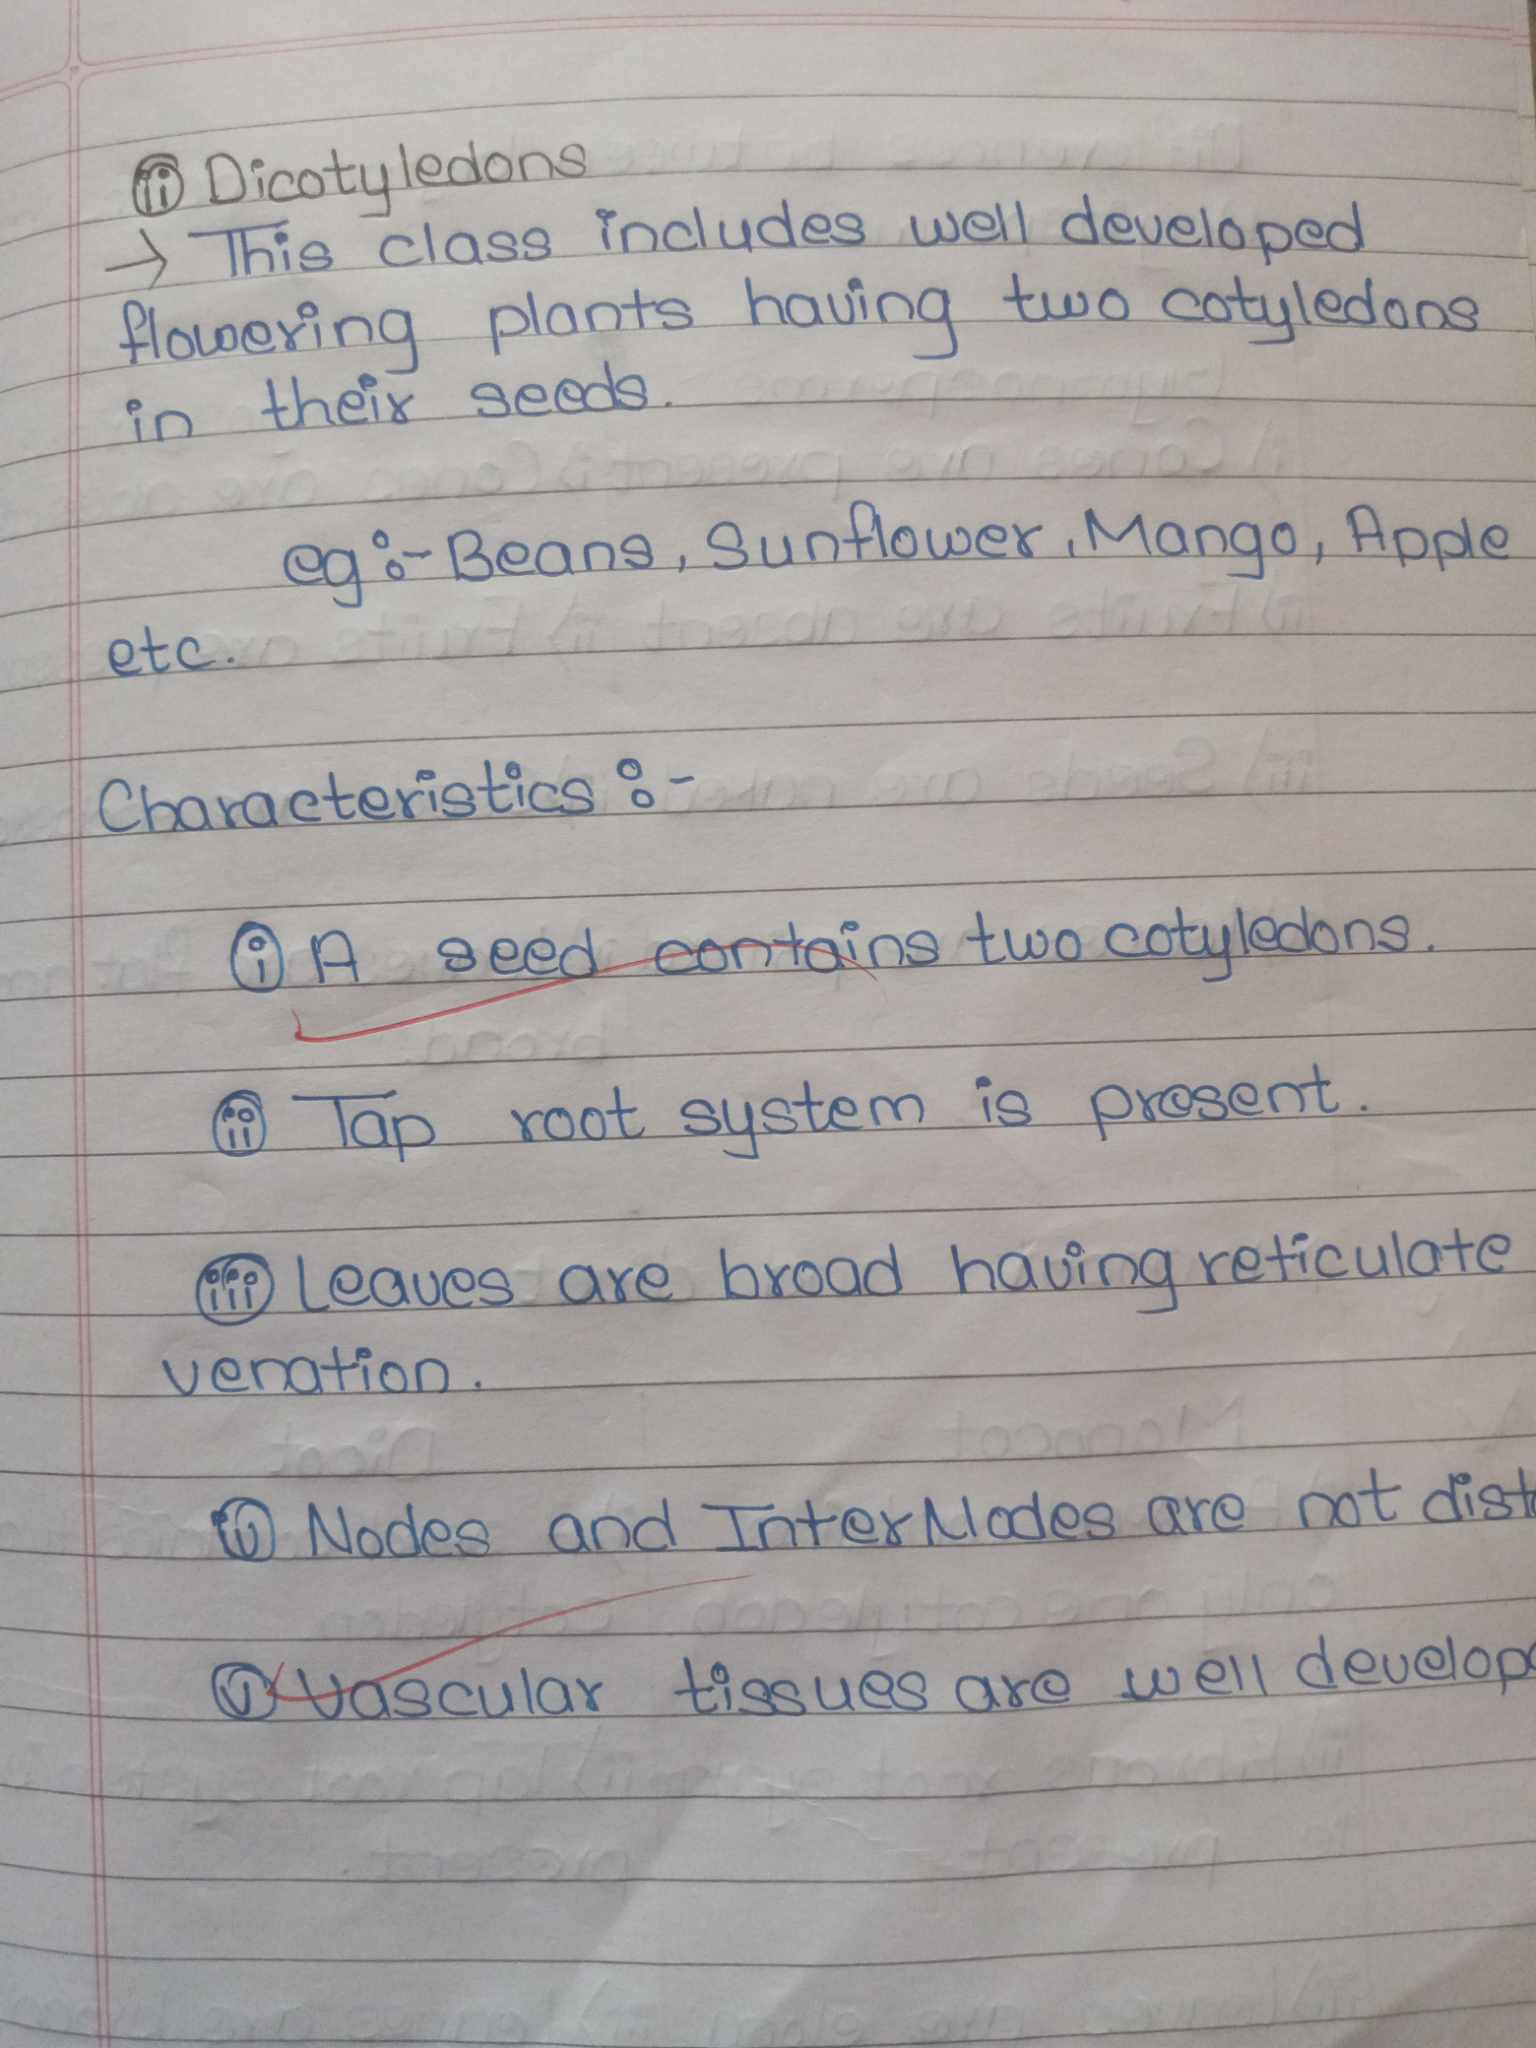 ii Dicotyledons
→ This class includes well developed
flowering plants having two cotyledons
in their seeds.
eg:- Beans, Sunflower, Mango, Apple
etc.
Characteristics :-
i A seed contains two cotyledons.
ii Tap root system is present.
iii Leaves are broad having reticulate
venation.
iv Nodes and InterNodes are not dist
v Vascular tissues are well develop